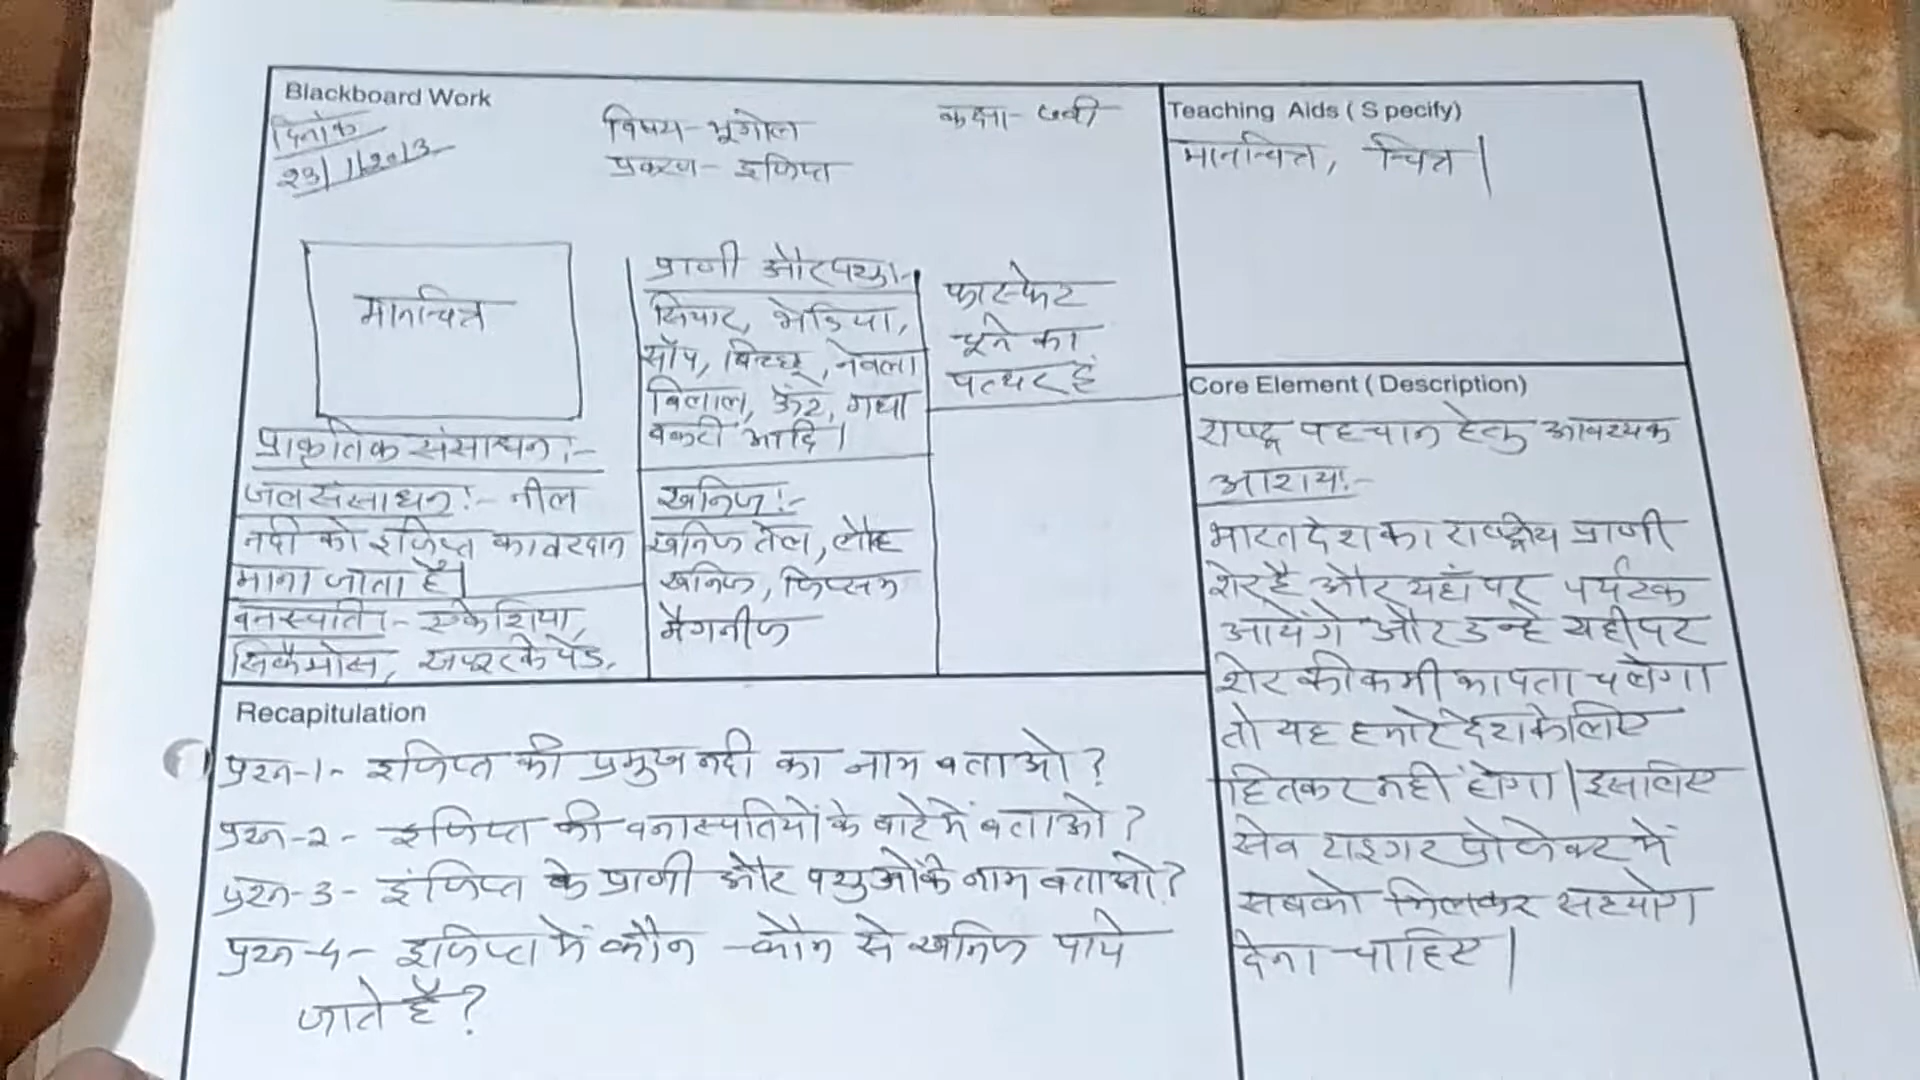 Blackboard Work
दिनांक
23/1/2013
विषय- भूगोल
प्रकरण- इजिप्त
कक्षा- ७वी
मानचित्र
प्राकृतिक संसाधन:-
जल संसाधन:- नील
नदी को इजिप्त का वरदान
माना जाता है।
वनस्पती- एकेशिया,
सिकैमोस, खजूर के पेड.
प्राणी और पशु:-
सियार, भेडिया,
साँप, बिच्छू, नेवला
बिलाल, ऊँट, गधा
बकरी आदि।
खनिज:-
खनिज तेल, लौह
खनिज, जिप्सम
मैगनीज
फास्फेट
चूने का
पत्थर है
Teaching Aids ( S pecify)
मानचित्र, चित्र|
Core Element ( Description)
राष्ट्र पहचान हेतु आवश्यक
आशय:-
भारत देश का राष्ट्रीय प्राणी
शेर है और यहाँ पर पर्यटक
आयेंगे और उन्हे यहीं पर
शेर की कमी का पता चलेगा
तो यह हमारे देश के लिए
हितकर नहीं होगा| इसलिए
सेव टाइगर प्रोजेक्ट में
सबको मिलकर सहयोग
देना चाहिए|
Recapitulation
प्रश्न-1- इजिप्त की प्रमुख नदी का नाम बताओ?
प्रश्न-2- इजिप्त की वनास्पतियों के बारे में बताओ?
प्रश्न-3- इंजिप्त के प्राणी और पशुओं के नाम बताओ?
प्रश्न-4- इजिप्त में कौन -कौन से खनिज पाये
जाते है?